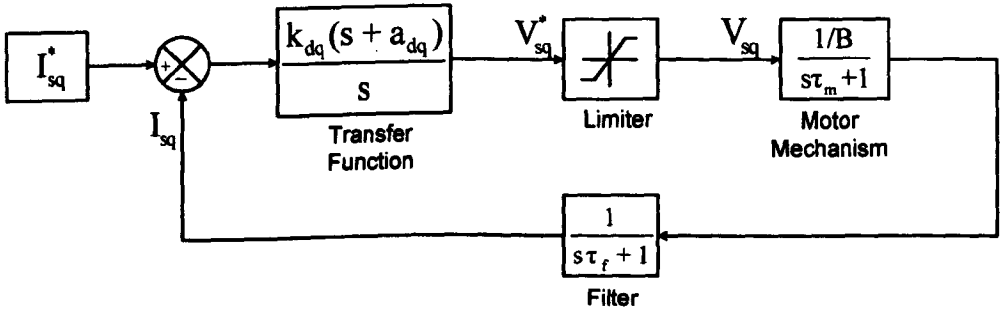 I*sq
+
−
Isq
kdq(s + adq)
s
Transfer
Function
V*sq
Limiter
Vsq
1/B
sτm+1
Motor
Mechanism
1
sτf + 1
Filter